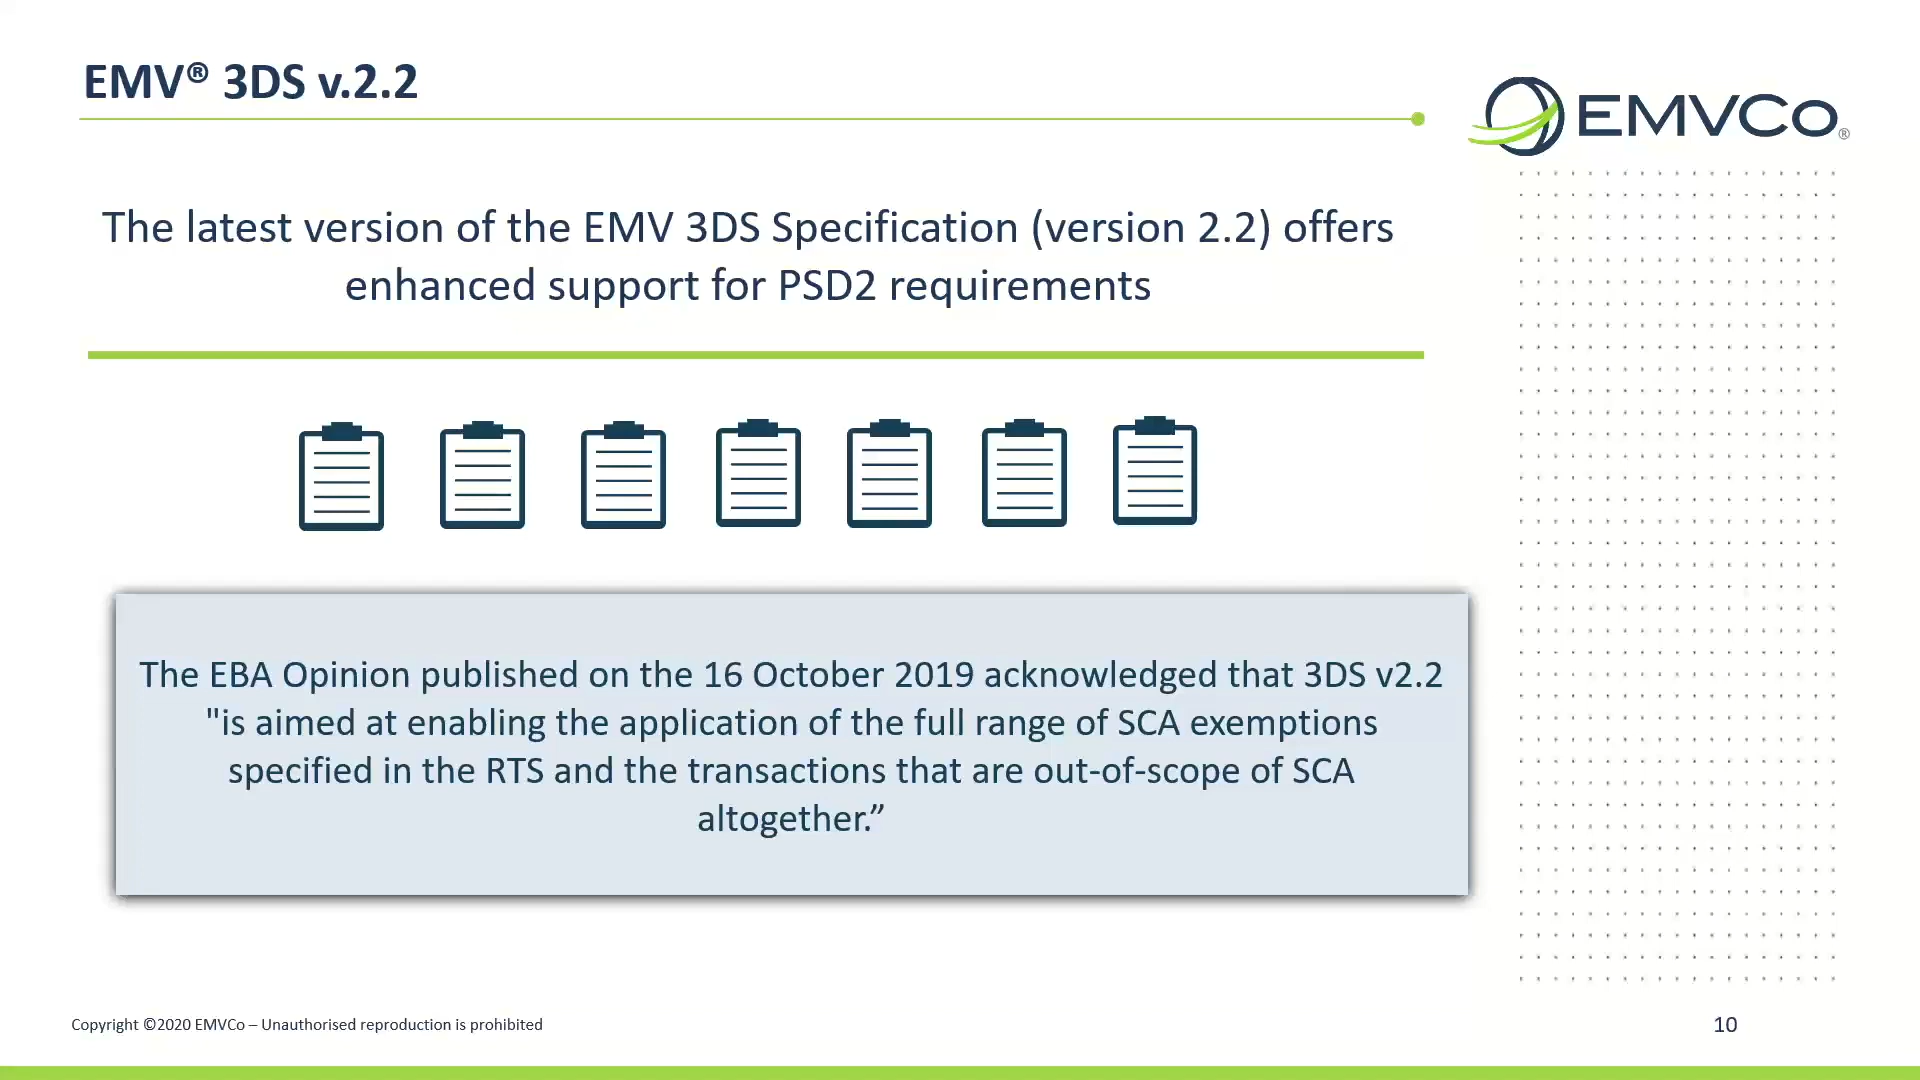 EMV® 3DS v.2.2
EMVCo®
The latest version of the EMV 3DS Specification (version 2.2) offers
enhanced support for PSD2 requirements
The EBA Opinion published on the 16 October 2019 acknowledged that 3DS v2.2
"is aimed at enabling the application of the full range of SCA exemptions
specified in the RTS and the transactions that are out-of-scope of SCA
altogether.”
Copyright ©2020 EMVCo – Unauthorised reproduction is prohibited
10